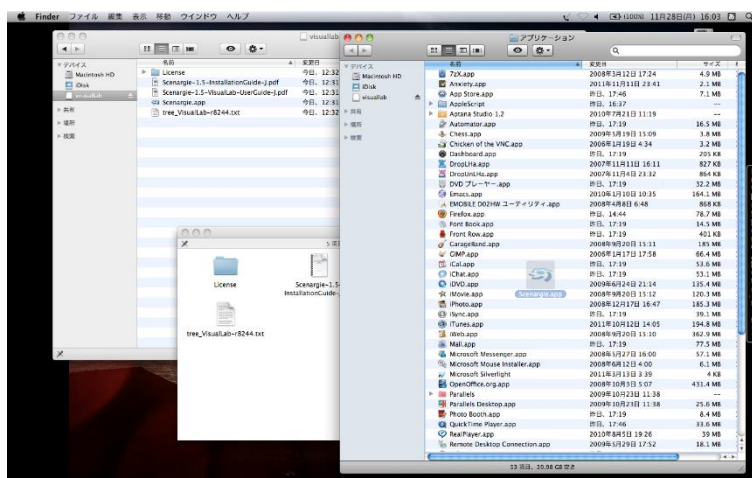 Finder ファイル 編集 表示 移動 ウインドウ ヘルプ
(100%) 11月28日(月) 16:03
visuallab
名前 変更日
デバイス
Macintosh HD
iDisk
visuallab
共有
場所
検索
License 今日、12:32
Scenargie-1.5-InstallationGuide-J.pdf 今日、12:31
Scenargie-1.5-VisualLab-UserGuide-J.pdf 今日、12:31
Scenargie.app 今日、12:31
tree_VisualLab-r8244.txt 今日、12:32
License
Scenargie-1.5-
InstallationGuide-
tree_VisualLab-r8244.txt
アプリケーション
デバイス
Macintosh HD
iDisk
visuallab
共有
場所
検索
名前 変更日 サイズ
7zX.app 2008年3月12日 17:24 4.9 MB
Anxiety.app 2011年11月11日 23:41 2.1 MB
App Store.app 昨日、17:46 7.1 MB
AppleScript 昨日、16:37 --
Aptana Studio 1.2 2010年7月21日 11:19 --
Automator.app 昨日、17:19 16.5 MB
Chess.app 2009年5月19日 15:09 3.8 MB
Chicken of the VNC.app 2006年1月19日 4:34 3.2 MB
Dashboard.app 昨日、17:19 205 KB
DropLHa.app 2007年11月11日 16:11 827 KB
DropUnLHa.app 2007年11月4日 23:32 864 KB
DVD プレーヤー.app 昨日、17:19 32.2 MB
Emacs.app 2010年1月10日 10:35 164.1 MB
EMOBILE D02HW ユーティリティ.app 2008年4月8日 6:48 868 KB
Firefox.app 昨日、14:44 78.7 MB
Font Book.app 昨日、17:19 14.5 MB
Front Row.app 昨日、17:19 401 KB
GarageBand.app 2008年9月20日 15:11 185 MB
GIMP.app 2006年1月17日 17:58 66.4 MB
iCal.app 昨日、17:19 53.6 MB
iChat.app 昨日、17:19 53.1 MB
iDVD.app 2009年6月24日 21:14 135.4 MB
iMovie.app Scenargie.app 2008年9月20日 15:12 120.3 MB
iPhoto.app 2008年12月17日 16:47 185.3 MB
iSync.app 昨日、17:19 39.1 MB
iTunes.app 2011年10月12日 14:05 194.8 MB
iWeb.app 2008年9月20日 15:10 362.9 MB
Mail.app 昨日、17:19 77.5 MB
Microsoft Messenger.app 2008年5月27日 16:00 57.1 MB
Microsoft Mouse Installer.app 2008年6月12日 4:00 6.1 MB
Microsoft Silverlight 2011年3月13日 3:39 4 KB
OpenOffice.org.app 2008年10月3日 5:07 431.4 MB
Parallels 2009年10月23日 11:38 --
Parallels Desktop.app 2009年10月23日 11:38 25.6 MB
Photo Booth.app 昨日、17:19 8.4 MB
QuickTime Player.app 昨日、17:46 33.6 MB
RealPlayer.app 2010年8月5日 19:26 39 MB
Remote Desktop Connection.app 2009年5月29日 17:52 18.1 MB